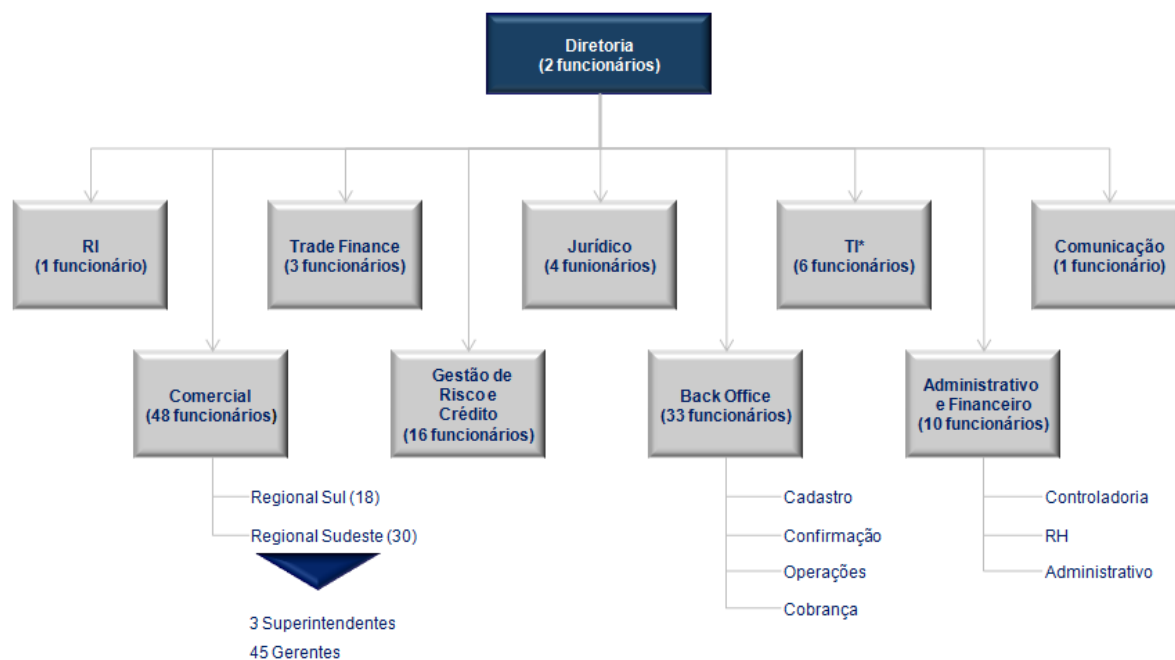 Diretoria
(2 funcionários)
RI
(1 funcionário)
Trade Finance
(3 funcionários)
Jurídico
(4 funionários)
TI*
(6 funcionários)
Comunicação
(1 funcionário)
Comercial
(48 funcionários)
Gestão de
Risco e
Crédito
(16 funcionários)
Back Office
(33 funcionários)
Administrativo
e Financeiro
(10 funcionários)
Regional Sul (18)
Regional Sudeste (30)
3 Superintendentes
45 Gerentes
Cadastro
Confirmação
Operações
Cobrança
Controladoria
RH
Administrativo